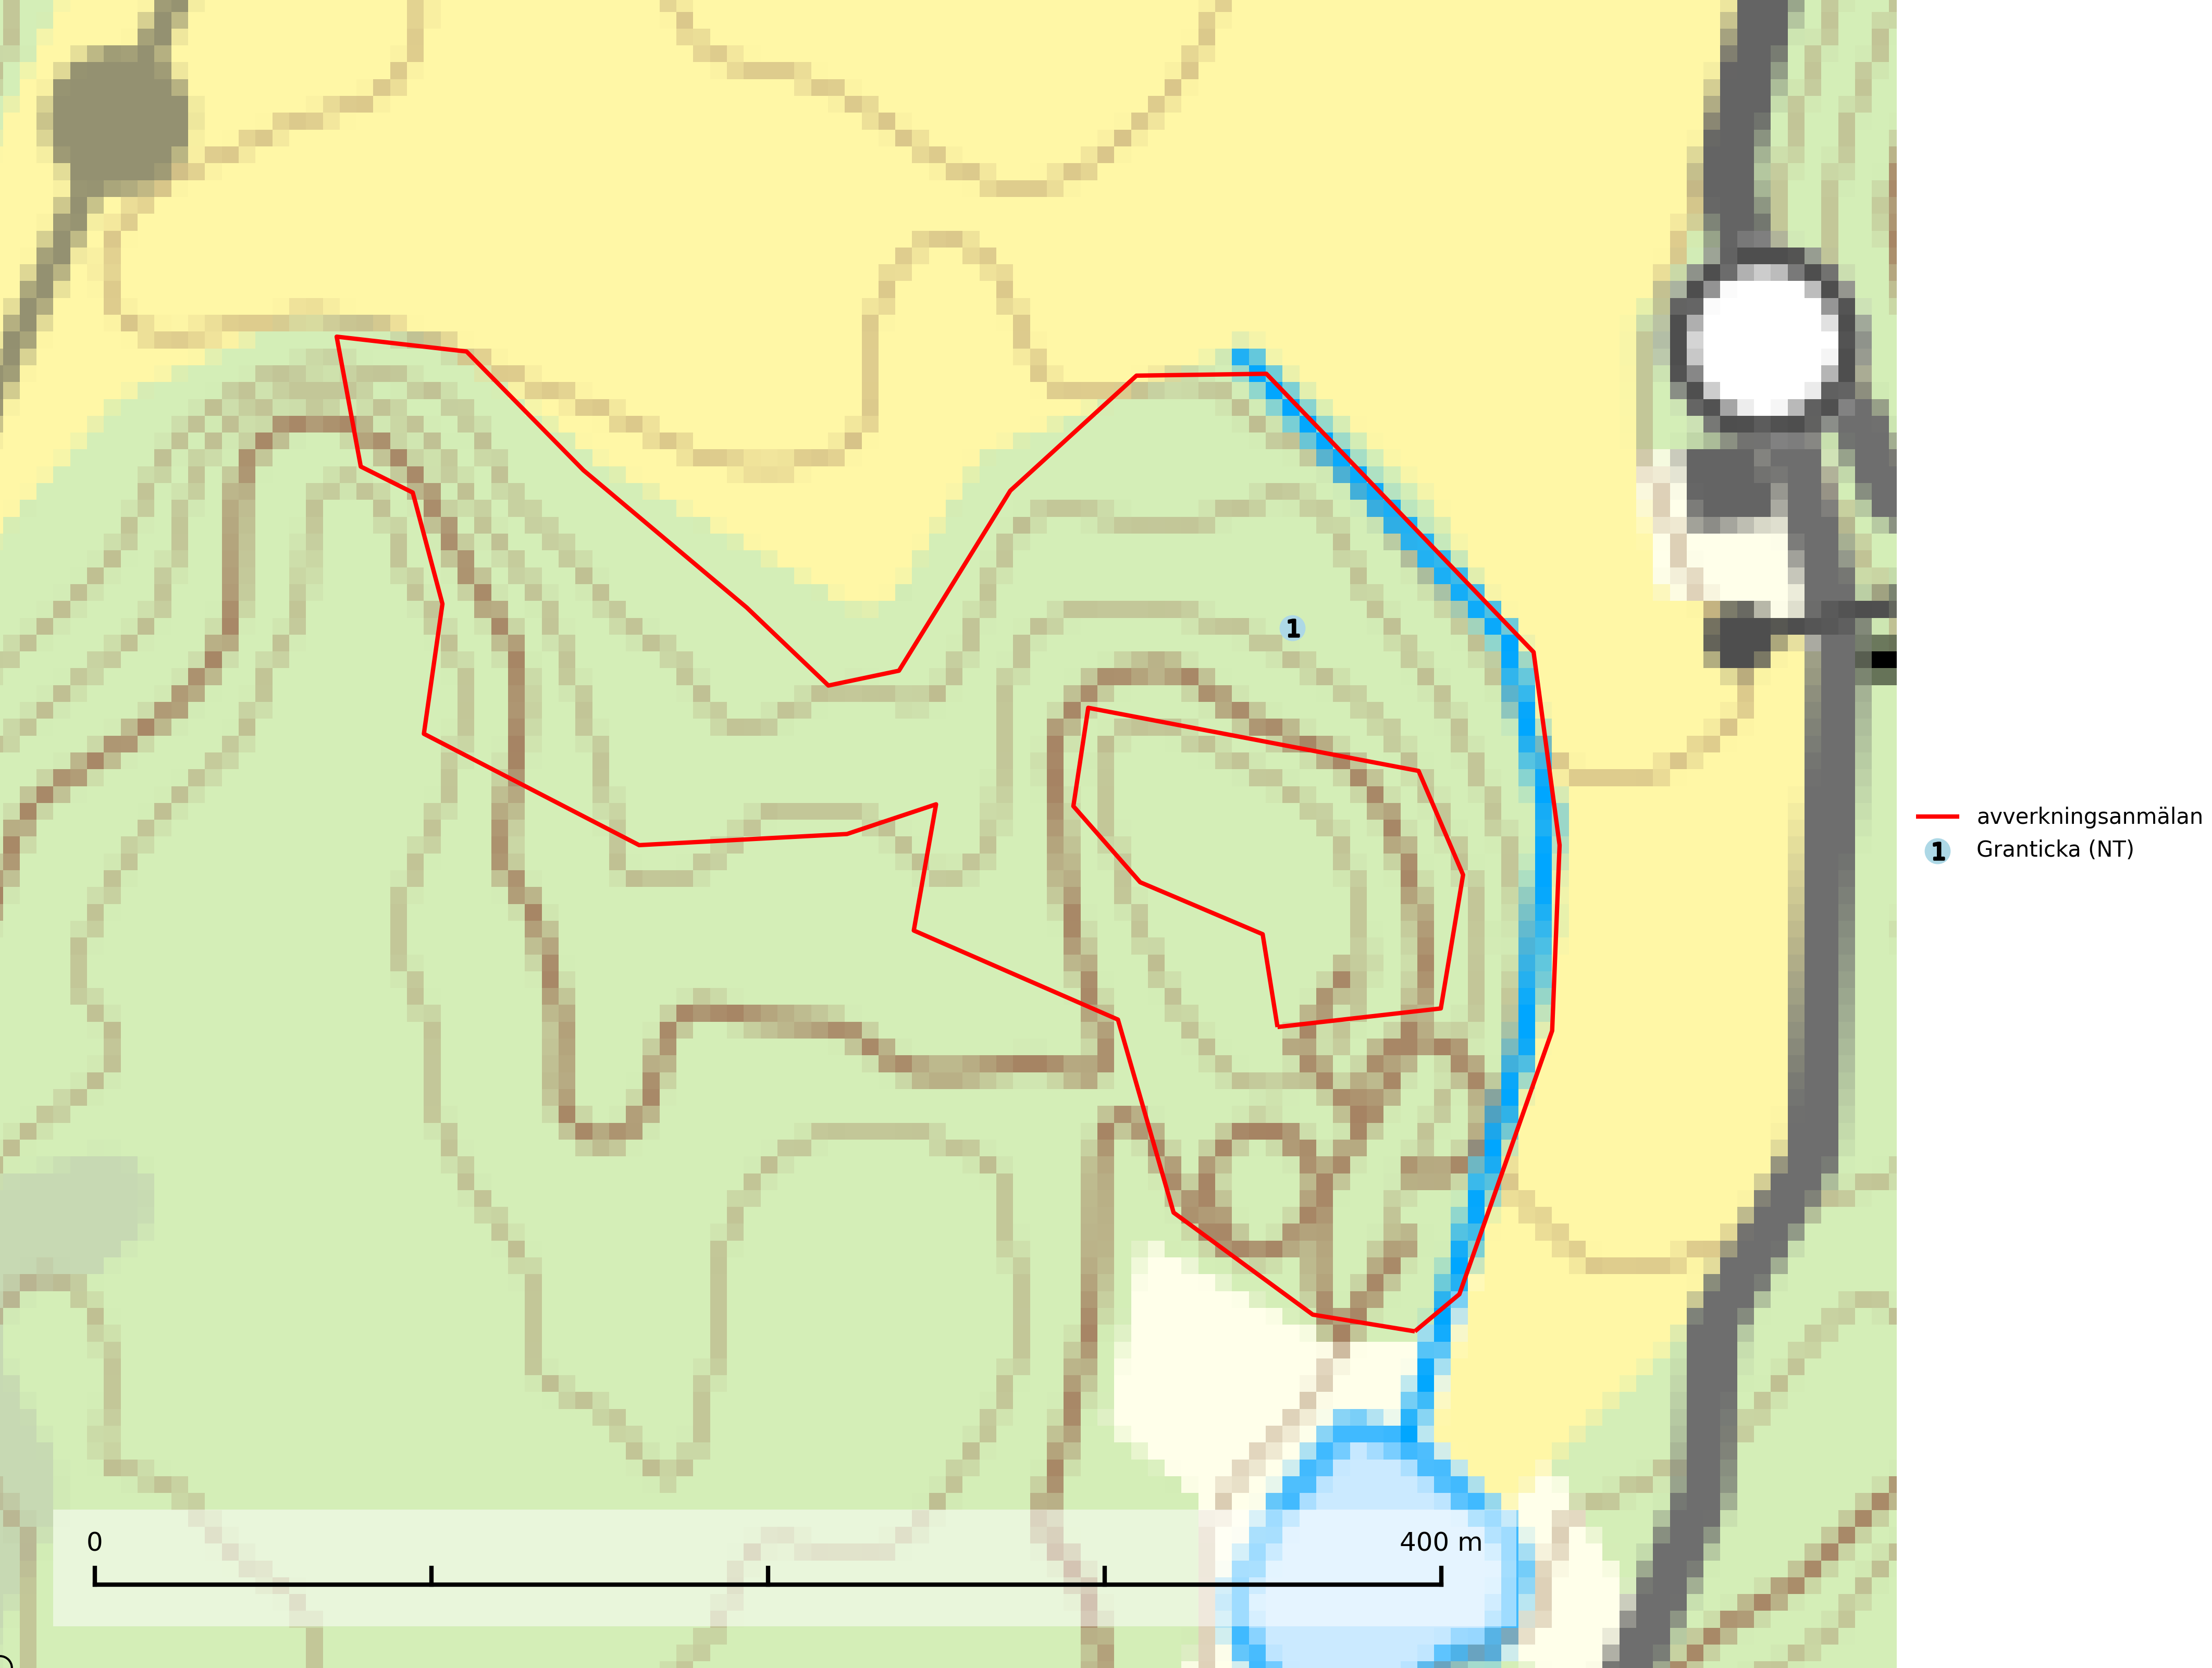 1
avverkningsanmälan
1 Granticka (NT)
0 400 m